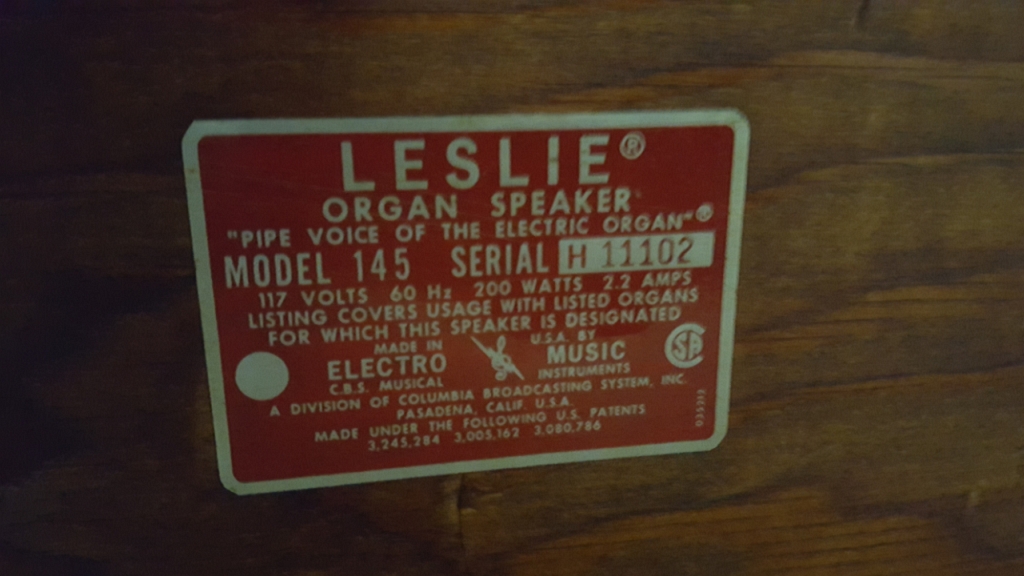 LESLIE®
ORGAN SPEAKER
"PIPE VOICE OF THE ELECTRIC ORGAN"®
MODEL 145 SERIAL H 11102
117 VOLTS 60 Hz 200 WATTS 2.2 AMPS
LISTING COVERS USAGE WITH LISTED ORGANS
FOR WHICH THIS SPEAKER IS DESIGNATED
MADE IN U.S.A. BY
ELECTRO MUSIC
C.B.S. MUSICAL INSTRUMENTS
A DIVISION OF COLUMBIA BROADCASTING SYSTEM, INC.
PASADENA, CALIF. U.S.A.
MADE UNDER THE FOLLOWING U.S. PATENTS
3,245,284 3,005,162 3,080,786
SA